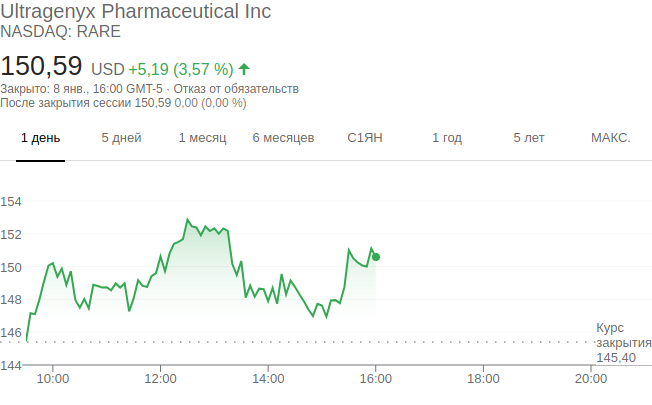 Ultragenyx Pharmaceutical Inc
NASDAQ: RARE
150,59 USD +5,19 (3,57 %)
Закрыто: 8 янв., 16:00 GMT-5 · Отказ от обязательств
После закрытия сессии 150,59 0,00 (0,00 %)
1 день 5 дней 1 месяц 6 месяцев С1ЯН 1 год 5 лет МАКС.
154
152
150
148
146
144
Курс
закрытия
145,40
10:00 12:00 14:00 16:00 18:00 20:00